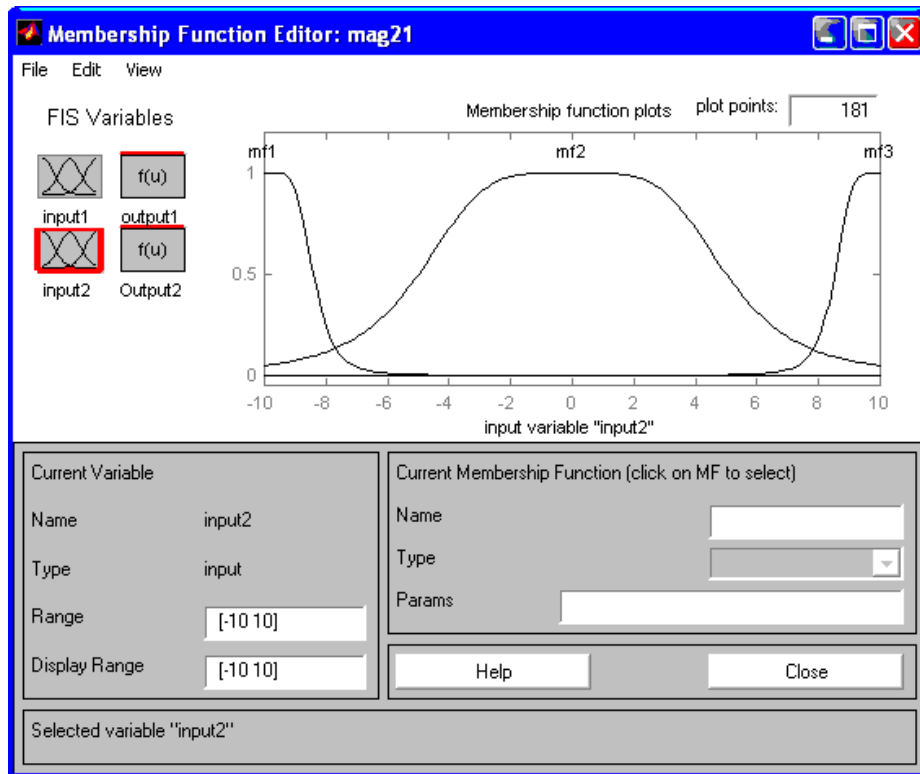 Membership Function Editor: mag21
File Edit View
FIS Variables
Membership function plots plot points: 181
f(u)
input1 output1
f(u)
input2 Output2
mf1 mf2 mf3
1
0.5
0
-10 -8 -6 -4 -2 0 2 4 6 8 10
input variable "input2"
Current Variable
Name input2
Type input
Range [-10 10]
Display Range [-10 10]
Current Membership Function (click on MF to select)
Name
Type
Params
Help Close
Selected variable "input2"